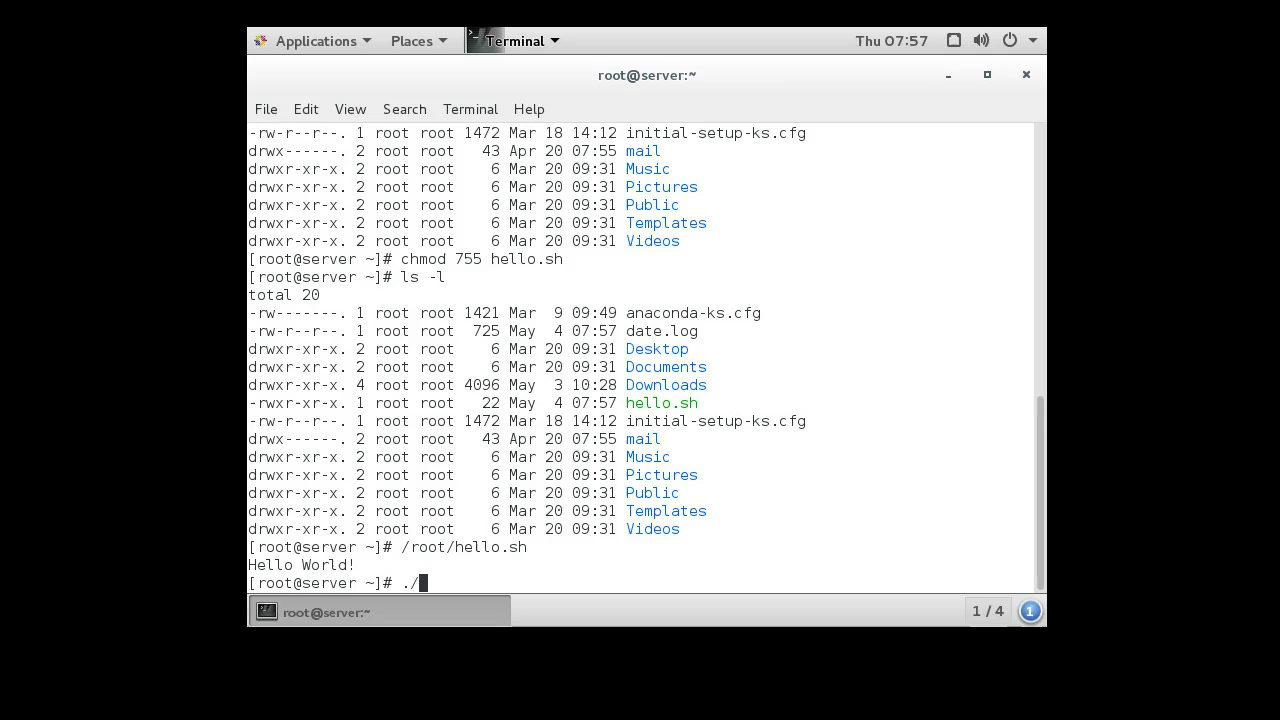 Applications Places Terminal Thu 07:57
root@server:~
File Edit View Search Terminal Help
-rw-r--r--. 1 root root 1472 Mar 18 14:12 initial-setup-ks.cfg
drwx------. 2 root root   43 Apr 20 07:55 mail
drwxr-xr-x. 2 root root    6 Mar 20 09:31 Music
drwxr-xr-x. 2 root root    6 Mar 20 09:31 Pictures
drwxr-xr-x. 2 root root    6 Mar 20 09:31 Public
drwxr-xr-x. 2 root root    6 Mar 20 09:31 Templates
drwxr-xr-x. 2 root root    6 Mar 20 09:31 Videos
[root@server ~]# chmod 755 hello.sh
[root@server ~]# ls -l
total 20
-rw-------. 1 root root 1421 Mar  9 09:49 anaconda-ks.cfg
-rw-r--r--. 1 root root  725 May  4 07:57 date.log
drwxr-xr-x. 2 root root    6 Mar 20 09:31 Desktop
drwxr-xr-x. 2 root root    6 Mar 20 09:31 Documents
drwxr-xr-x. 4 root root 4096 May  3 10:28 Downloads
-rwxr-xr-x. 1 root root   22 May  4 07:57 hello.sh
-rw-r--r--. 1 root root 1472 Mar 18 14:12 initial-setup-ks.cfg
drwx------. 2 root root   43 Apr 20 07:55 mail
drwxr-xr-x. 2 root root    6 Mar 20 09:31 Music
drwxr-xr-x. 2 root root    6 Mar 20 09:31 Pictures
drwxr-xr-x. 2 root root    6 Mar 20 09:31 Public
drwxr-xr-x. 2 root root    6 Mar 20 09:31 Templates
drwxr-xr-x. 2 root root    6 Mar 20 09:31 Videos
[root@server ~]# /root/hello.sh
Hello World!
[root@server ~]# ./
root@server:~ 1 / 4 1